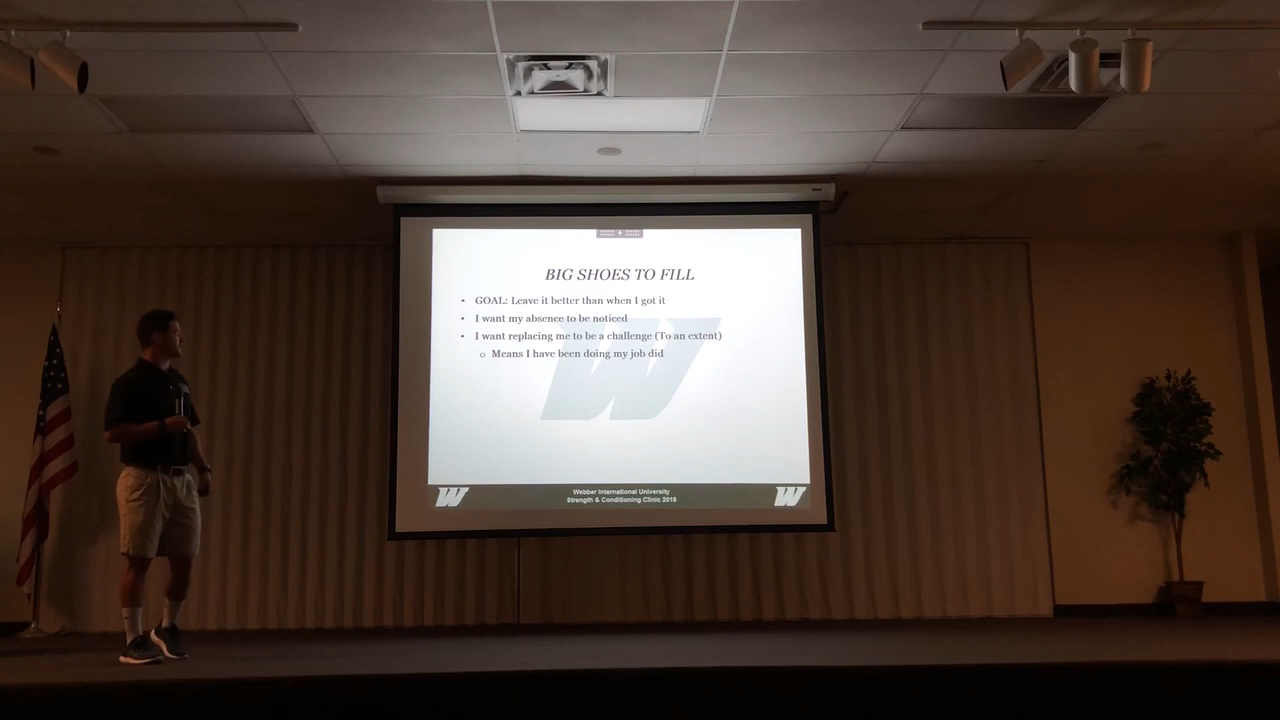 BIG SHOES TO FILL
• GOAL: Leave it better than when I got it
• I want my absence to be noticed
• I want replacing me to be a challenge (To an extent)
o Means I have been doing my job did
W
W Webber International University W
Strength & Conditioning Clinic 2018